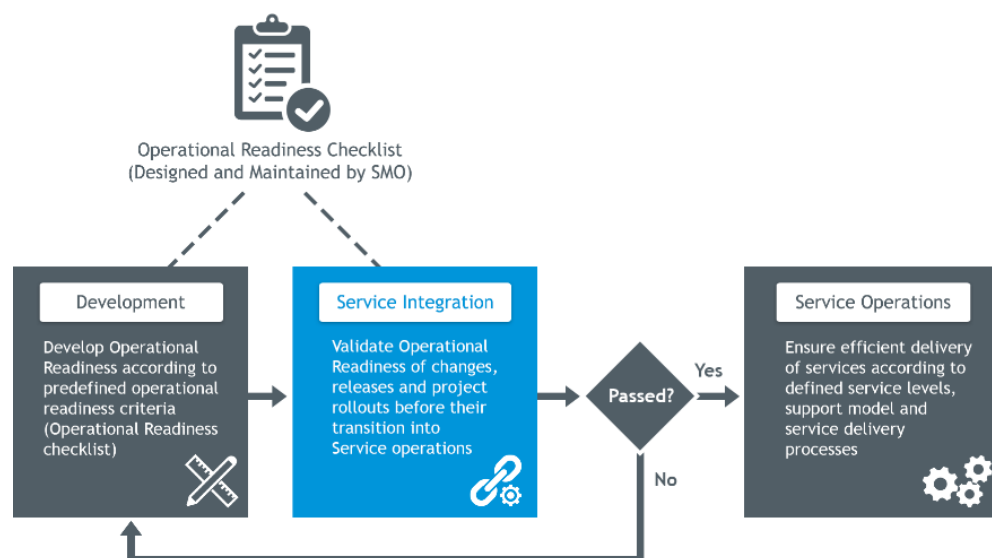 Operational Readiness Checklist
(Designed and Maintained by SMO)
Development
Develop Operational
Readiness according to
predefined operational
readiness criteria
(Operational Readiness
checklist)
Service Integration
Validate Operational
Readiness of changes,
releases and project
rollouts before their
transition into
Service operations
Passed?
Yes
No
Service Operations
Ensure efficient delivery
of services according to
defined service levels,
support model and
service delivery
processes